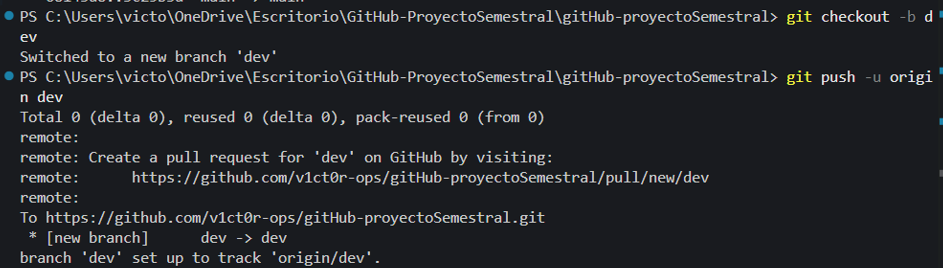 PS C:\Users\victo\OneDrive\Escritorio\GitHub-ProyectoSemestral\gitHub-proyectoSemestral> git checkout -b d
ev
Switched to a new branch 'dev'
PS C:\Users\victo\OneDrive\Escritorio\GitHub-ProyectoSemestral\gitHub-proyectoSemestral> git push -u origi
n dev
Total 0 (delta 0), reused 0 (delta 0), pack-reused 0 (from 0)
remote:
remote: Create a pull request for 'dev' on GitHub by visiting:
remote:      https://github.com/v1ct0r-ops/gitHub-proyectoSemestral/pull/new/dev
remote:
To https://github.com/v1ct0r-ops/gitHub-proyectoSemestral.git
 * [new branch]      dev -> dev
branch 'dev' set up to track 'origin/dev'.